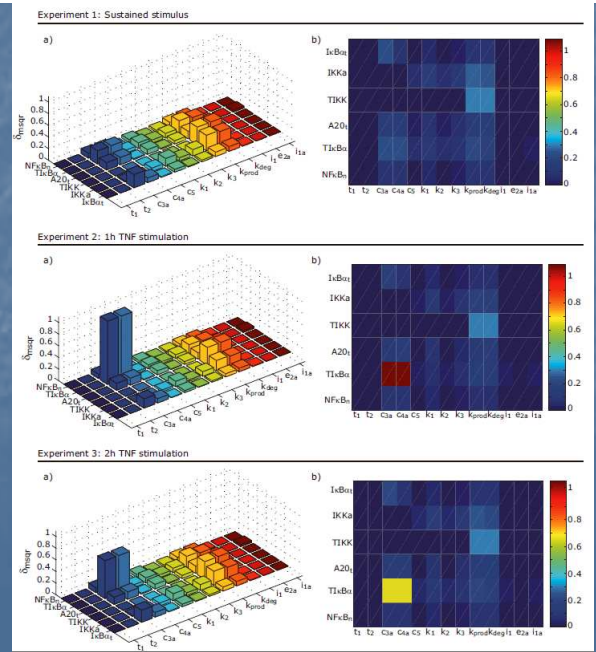 Experiment 1: Sustained stimulus
a)
b)
1
0.8
0.6
0.4
0.2
0
δmsqr
NFκBn
TIκBα
A20t
TIKK
IKKa
IκBαt
t1 t2 c3a c4a c5 k1 k2 k3 kprod kdeg i1 e2a i1a
IκBαt
IKKa
TIKK
A20t
TIκBα
NFκBn
t1 t2 c3a c4a c5 k1 k2 k3 kprod kdeg i1 e2a i1a
1
0.8
0.6
0.4
0.2
0
Experiment 2: 1h TNF stimulation
a)
b)
1
0.8
0.6
0.4
0.2
0
δmsqr
NFκBn
TIκBα
A20t
TIKK
IKKa
IκBαt
t1 t2 c3a c4a c5 k1 k2 k3 kprod kdeg i1 e2a i1a
IκBαt
IKKa
TIKK
A20t
TIκBα
NFκBn
t1 t2 c3a c4a c5 k1 k2 k3 kprod kdeg i1 e2a i1a
1
0.8
0.6
0.4
0.2
0
Experiment 3: 2h TNF stimulation
a)
b)
1
0.8
0.6
0.4
0.2
0
δmsqr
NFκBn
TIκBα
A20t
TIKK
IKKa
IκBαt
t1 t2 c3a c4a c5 k1 k2 k3 kprod kdeg i1 e2a i1a
IκBαt
IKKa
TIKK
A20t
TIκBα
NFκBn
t1 t2 c3a c4a c5 k1 k2 k3 kprod kdeg i1 e2a i1a
1
0.8
0.6
0.4
0.2
0